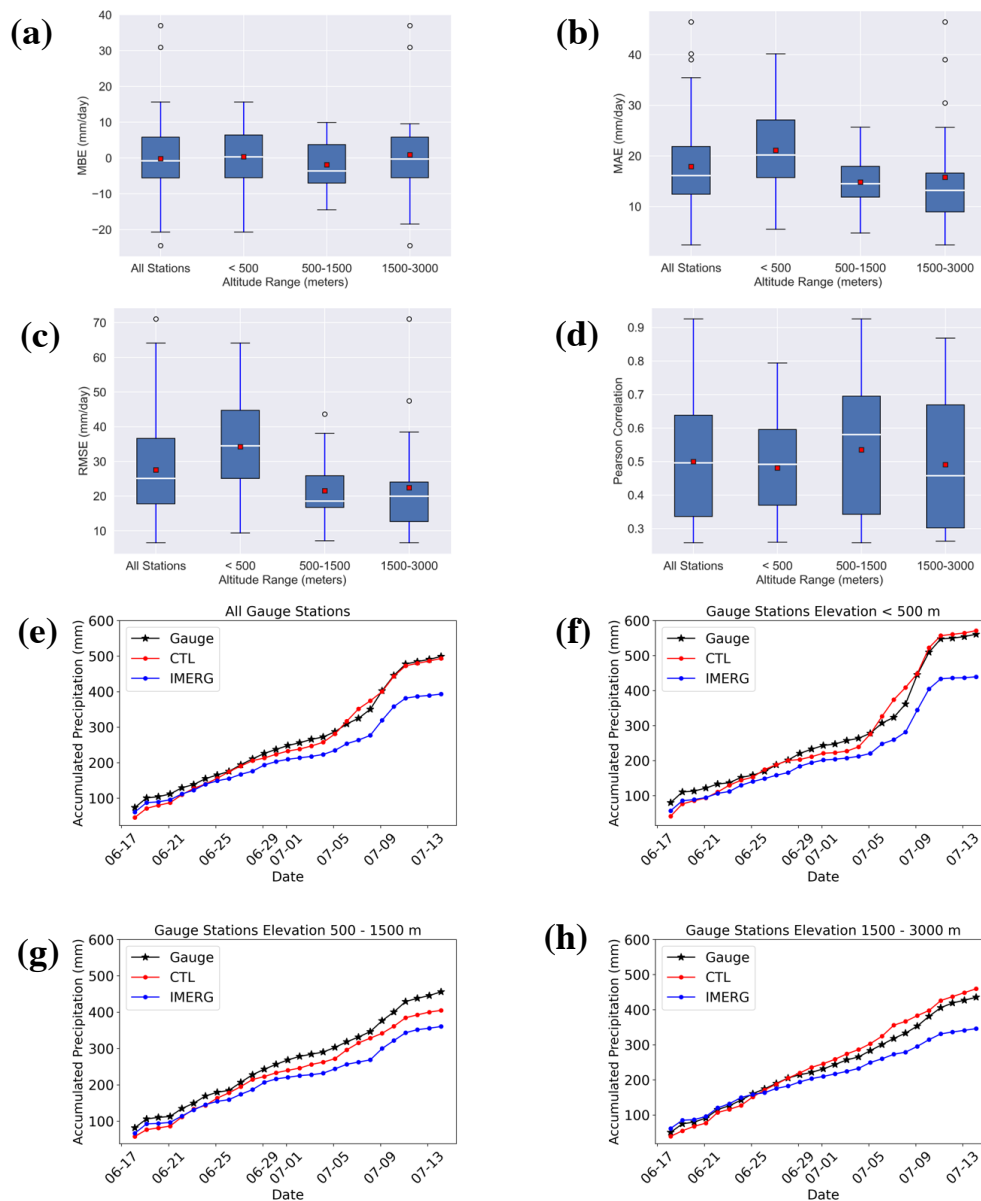 (a)
40
30
20
10
0
−10
−20
MBE (mm/day)
All Stations
< 500
500-1500
1500-3000
Altitude Range (meters)
(b)
40
30
20
10
MAE (mm/day)
All Stations
< 500
500-1500
1500-3000
Altitude Range (meters)
(c)
70
60
50
40
30
20
10
RMSE (mm/day)
All Stations
< 500
500-1500
1500-3000
Altitude Range (meters)
(d)
0.9
0.8
0.7
0.6
0.5
0.4
0.3
Pearson Correlation
All Stations
< 500
500-1500
1500-3000
Altitude Range (meters)
(e)
All Gauge Stations
Gauge
CTL
IMERG
600
500
400
300
200
100
Accumulated Precipitation (mm)
06-17
06-21
06-25
06-29
07-01
07-05
07-09
07-13
Date
(f)
Gauge Stations Elevation < 500 m
Gauge
CTL
IMERG
600
500
400
300
200
100
Accumulated Precipitation (mm)
06-17
06-21
06-25
06-29
07-01
07-05
07-09
07-13
Date
(g)
Gauge Stations Elevation 500 - 1500 m
Gauge
CTL
IMERG
600
500
400
300
200
100
Accumulated Precipitation (mm)
06-17
06-21
06-25
06-29
07-01
07-05
07-09
07-13
Date
(h)
Gauge Stations Elevation 1500 - 3000 m
Gauge
CTL
IMERG
600
500
400
300
200
100
Accumulated Precipitation (mm)
06-17
06-21
06-25
06-29
07-01
07-05
07-09
07-13
Date